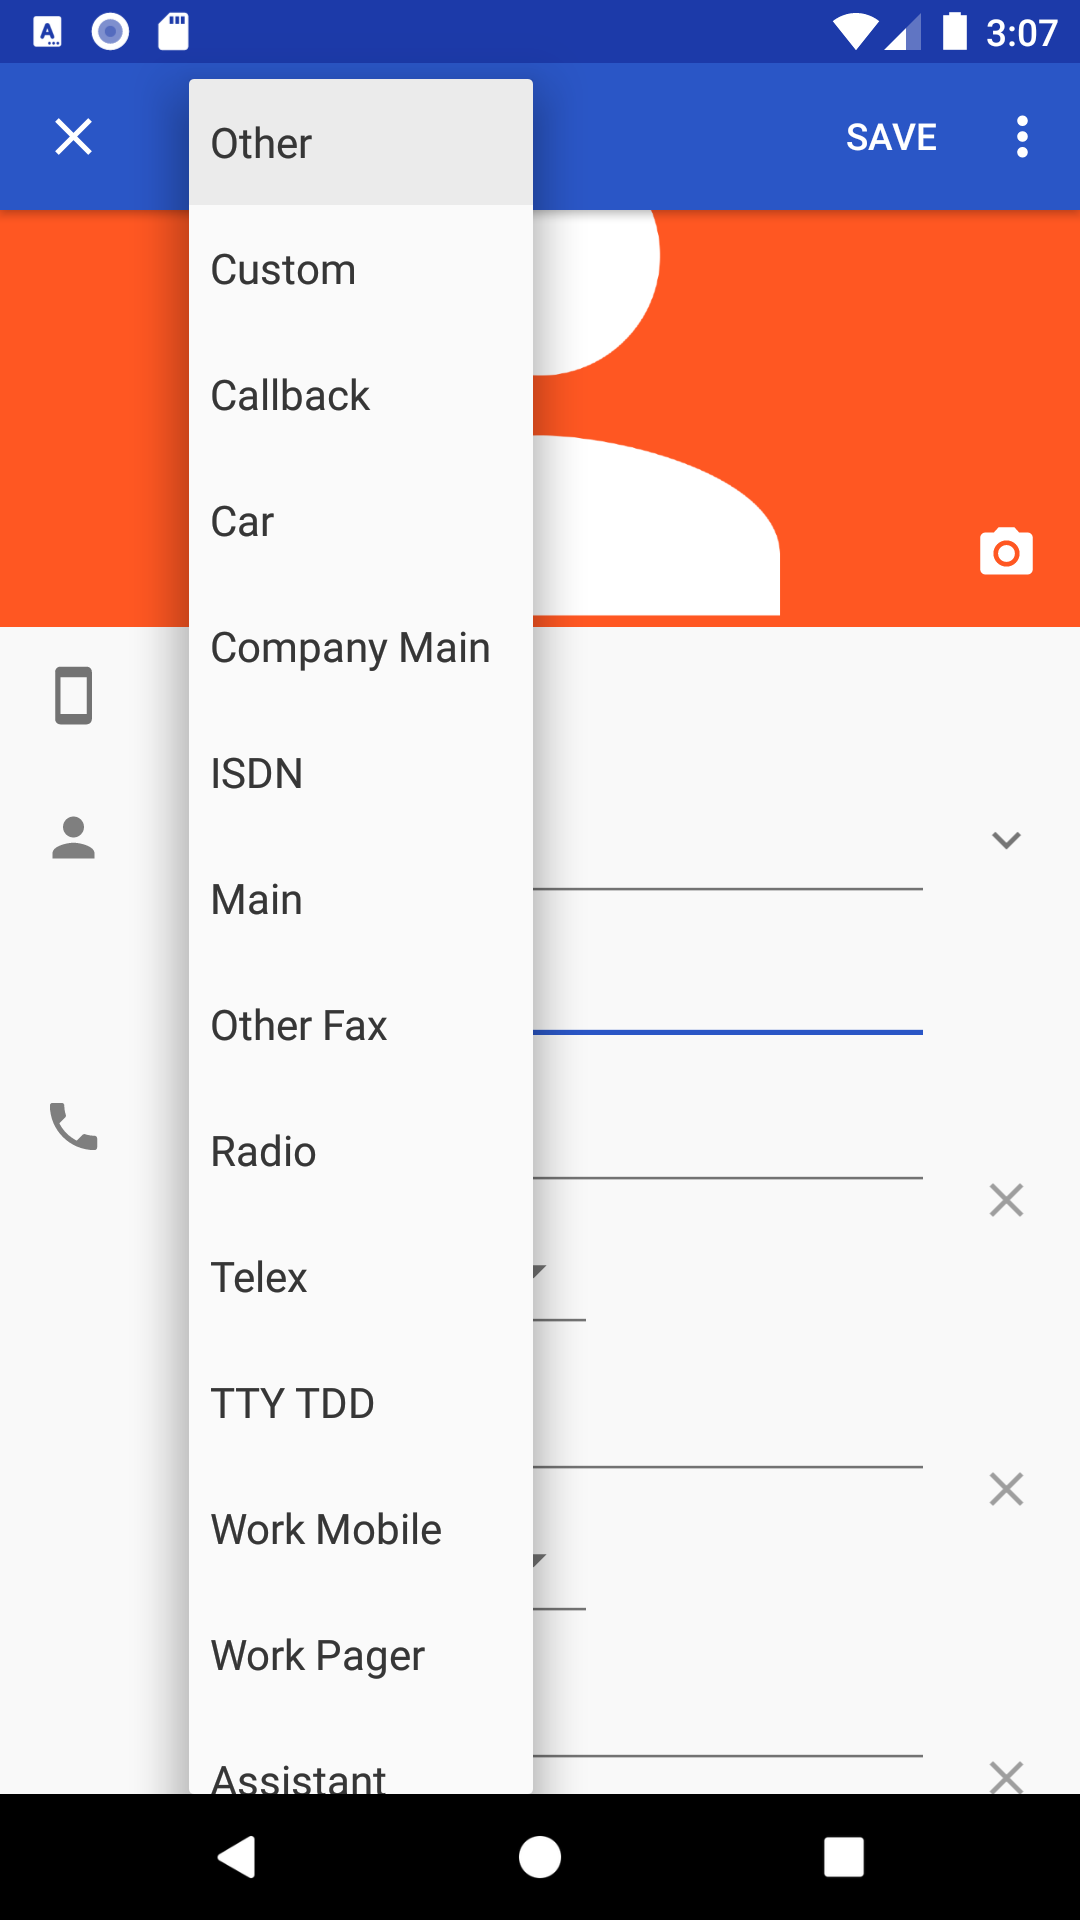 3:07
SAVE
Other
Custom
Callback
Car
Company Main
ISDN
Main
Other Fax
Radio
Telex
TTY TDD
Work Mobile
Work Pager
Assistant